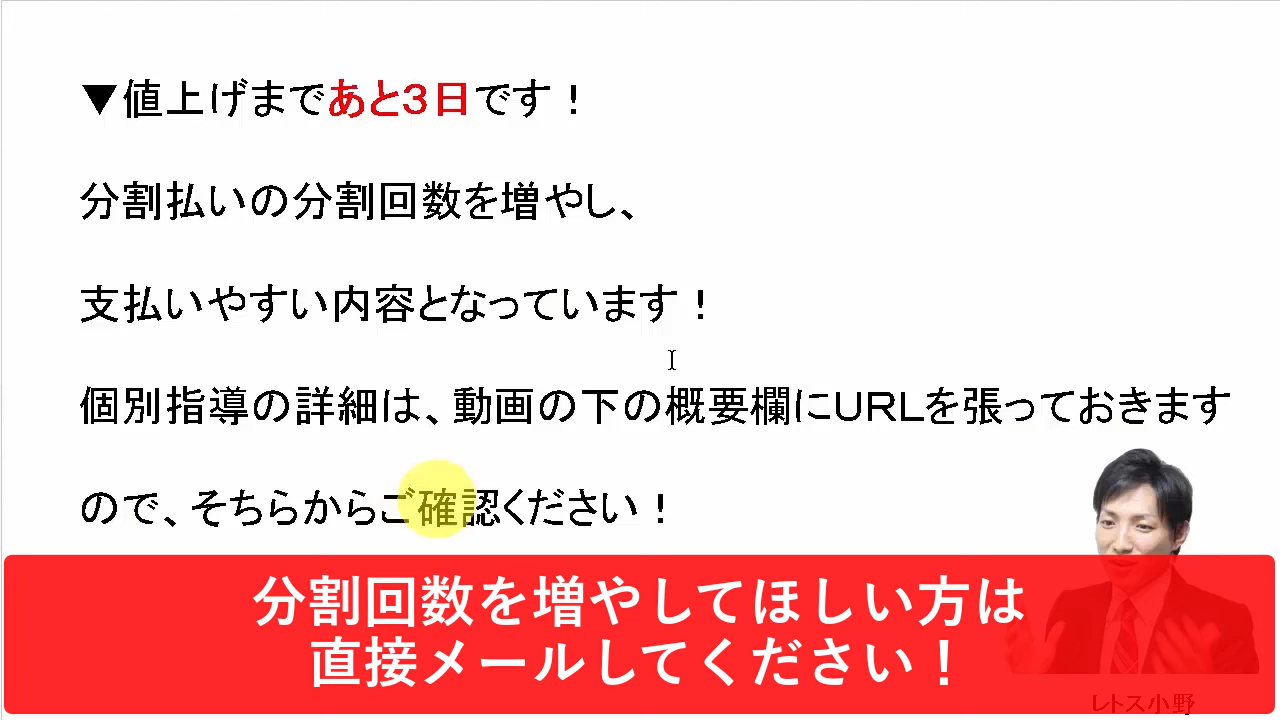 ▼値上げまであと3日です！
分割払いの分割回数を増やし、
支払いやすい内容となっています！
個別指導の詳細は、動画の下の概要欄にＵＲＬを張っておきます
ので、そちらからご確認ください！
分割回数を増やしてほしい方は
直接メールしてください！
レトス小野